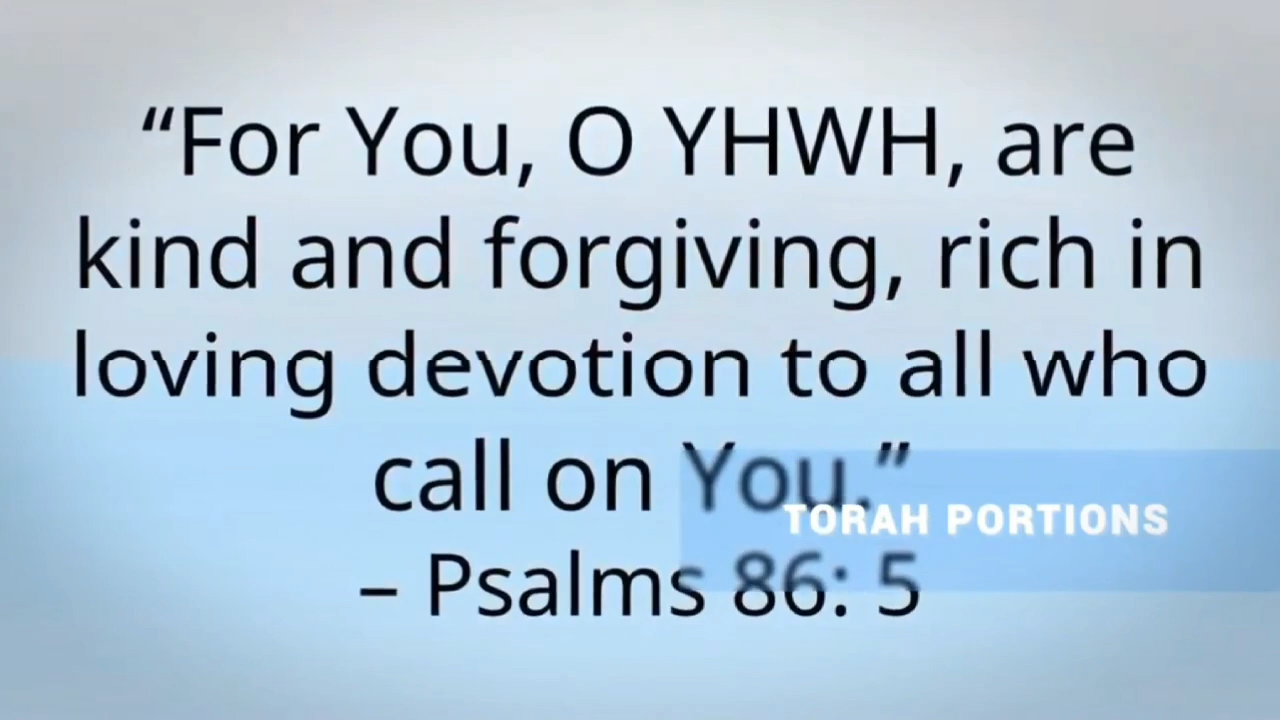 “For You, O YHWH, are
kind and forgiving, rich in
loving devotion to all who
call on You.”
TORAH PORTIONS
– Psalms 86: 5